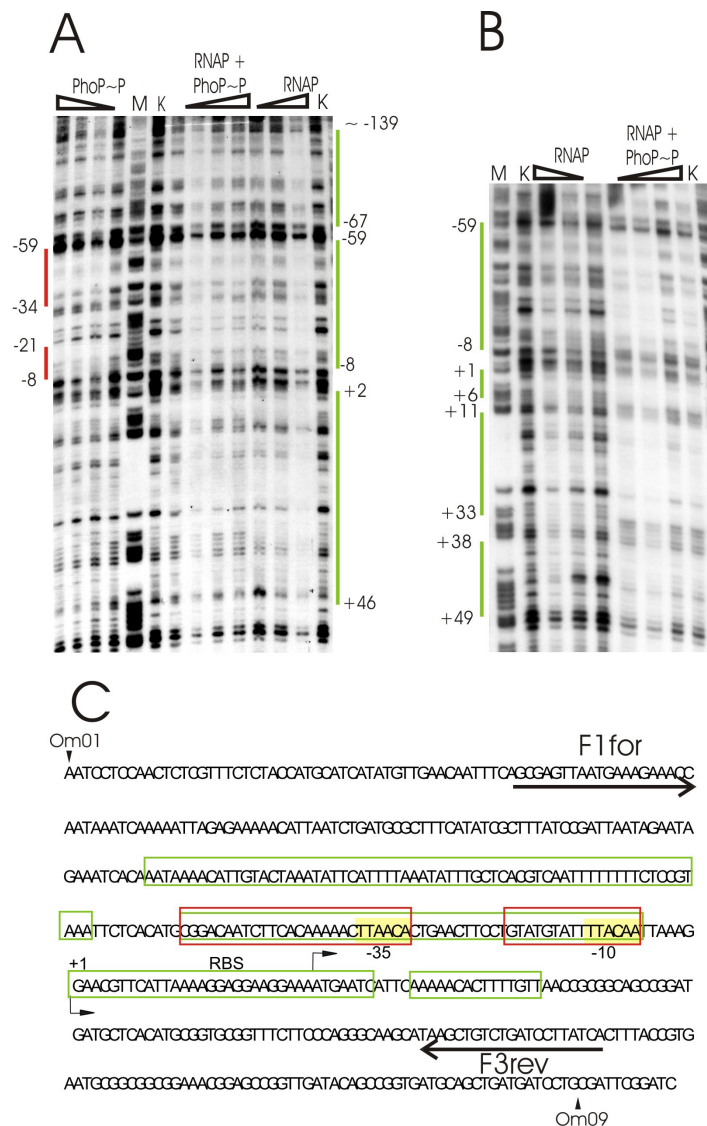 A
B
PhoP~P
M
K
RNAP +
PhoP~P
RNAP
K
~ -139
-67
-59
-59
-34
-21
-8
-8
+2
+46
M
K
RNAP
RNAP +
PhoP~P
K
-59
-8
+1
+6
+11
+33
+38
+49
C
Om01
F1for
AATCCTCCAACTCTCGTTTCTCTACCATGCATCATATGTTGAACAATTTCAGCGAGTTAATGAAAGAAACC
AATAAATCAAAAATTAGAGAAAAACATTAATCTGATGCGCTTTCATATCGCTTTATCCGATTAATAGAATA
GAAATCACAAATAAAACATTGTACTAAATATTCATTTTAAATATTTGCTCACGTCAATTTTTTTTCTCCGT
AAATTCTCACATGCGGACAATCTTCACAAAAACTTAACACTGAACTTCCTGTATGTATTTTACAATTAAAG
-35
-10
+1
RBS
GAACGTTCATTAAAAGGAGGAAGGAAAATGAATCATTCAAAAACACTTTTGTTAACCGCGGCAGCCGGAT
GATGCTCACATGCGGTGCGGTTTCTTCCCAGGGCAAGCATAAGCTGTCTGATCCTTATCACTTTACCGTG
F3rev
AATGCGGCGGCGGAAACGGAGCCGGTTGATACAGCCGGTGATGCAGCTGATGATCCTGCGATTCGGATC
Om09